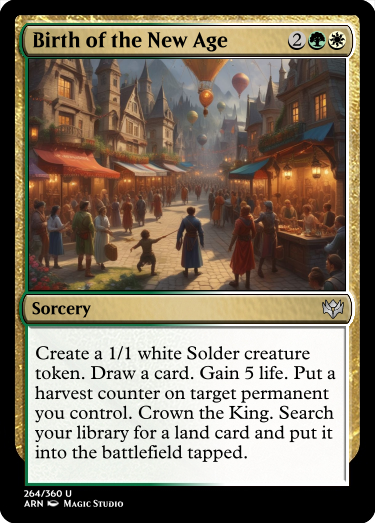 Birth of the New Age 2
Sorcery
Create a 1/1 white Solder creature
token. Draw a card. Gain 5 life. Put a
harvest counter on target permanent
you control. Crown the King. Search
your library for a land card and put it
into the battlefield tapped.
264/360 U
ARN Magic Studio